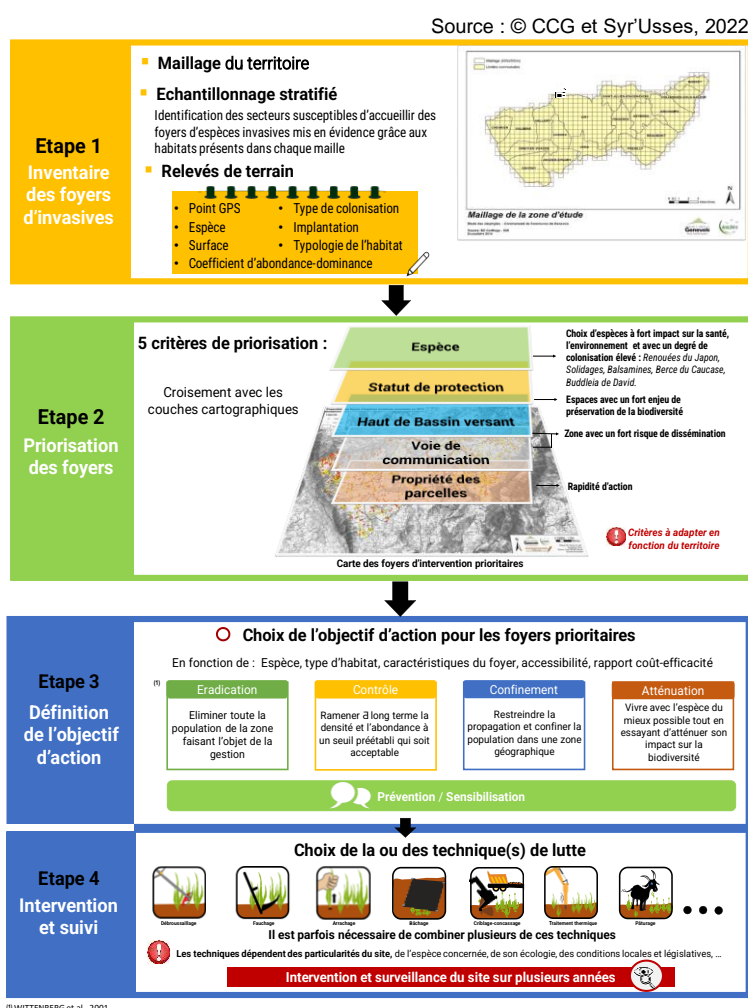 Source : © CCG et Syr'Usses, 2022
Etape 1
Inventaire
des foyers
d'invasives
Maillage du territoire
Echantillonnage stratifié
Identification des secteurs susceptibles d'accueillir des
foyers d'espèces invasives mis en évidence grâce aux
habitats présents dans chaque maille
Relevés de terrain
• Point GPS
• Espèce
• Surface
• Coefficient d'abondance-dominance
• Type de colonisation
• Implantation
• Typologie de l'habitat
Maillage de la zone d'étude
N
Etape 2
Priorisation
des foyers
5 critères de priorisation :
Croisement avec les
couches cartographiques
Espèce
Statut de protection
Haut de Bassin versant
Voie de
communication
Propriété des
parcelles
Choix d'espèces à fort impact sur la santé,
l'environnement et avec un degré de
colonisation élevé : Renouées du Japon,
Solidages, Balsamines, Berce du Caucase,
Buddleia de David.
Espaces avec un fort enjeu de
préservation de la biodiversité
Zone avec un fort risque de dissémination
Rapidité d'action
Critères à adapter en
fonction du territoire
Carte des foyers d'intervention prioritaires
Etape 3
Définition
de l'objectif
d'action
Choix de l'objectif d'action pour les foyers prioritaires
En fonction de : Espèce, type d'habitat, caractéristiques du foyer, accessibilité, rapport coût-efficacité
(1)
Eradication
Eliminer toute la
population de la zone
faisant l'objet de la
gestion
Contrôle
Ramener à long terme la
densité et l'abondance à
un seuil préétabli qui soit
acceptable
Confinement
Restreindre la
propagation et confiner la
population dans une zone
géographique
Atténuation
Vivre avec l'espèce du
mieux possible tout en
essayant d'atténuer son
impact sur la
biodiversité
Prévention / Sensibilisation
Etape 4
Intervention
et suivi
Choix de la ou des technique(s) de lutte
Débroussaillage
Fauchage
Arrachage
Bâchage
Criblage-concassage
Traitement thermique
Pâturage
Il est parfois nécessaire de combiner plusieurs de ces techniques
Les techniques dépendent des particularités du site, de l'espèce concernée, de son écologie, des conditions locales et législatives, ...
Intervention et surveillance du site sur plusieurs années
(1) WITTENBERG et al., 2001